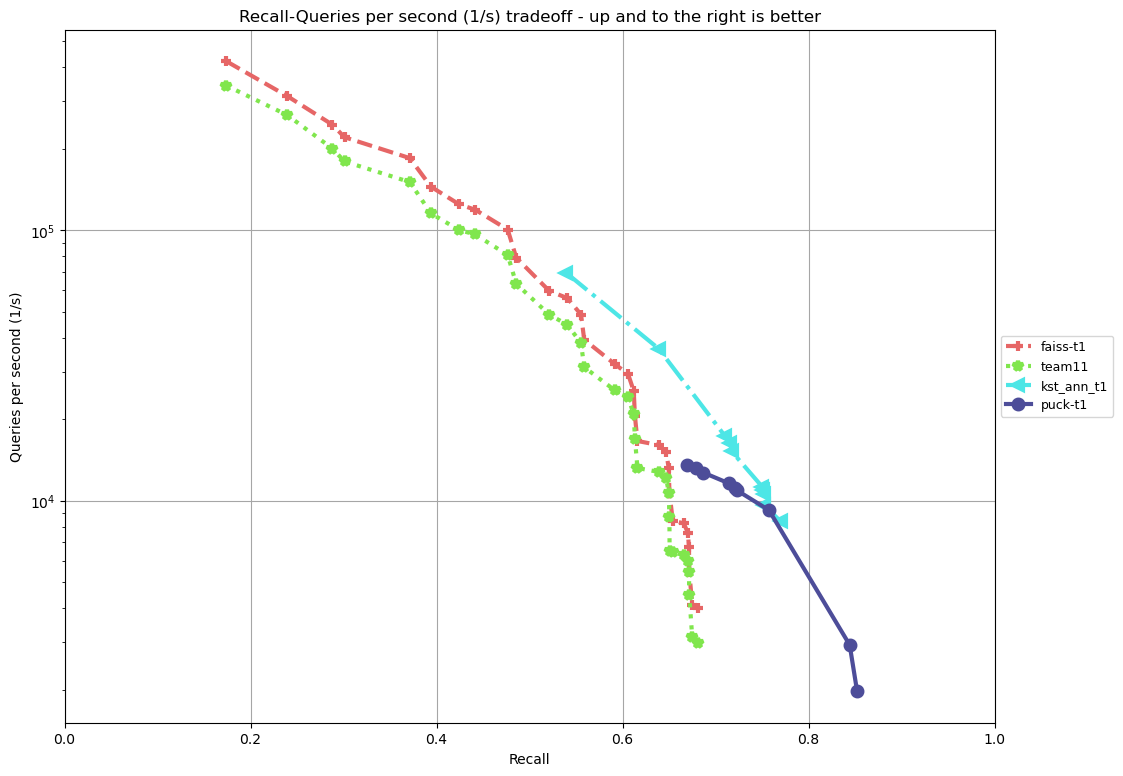 Recall-Queries per second (1/s) tradeoff - up and to the right is better
Queries per second (1/s)
10^5
10^4
0.0 0.2 0.4 0.6 0.8 1.0
Recall
faiss-t1
team11
kst_ann_t1
puck-t1